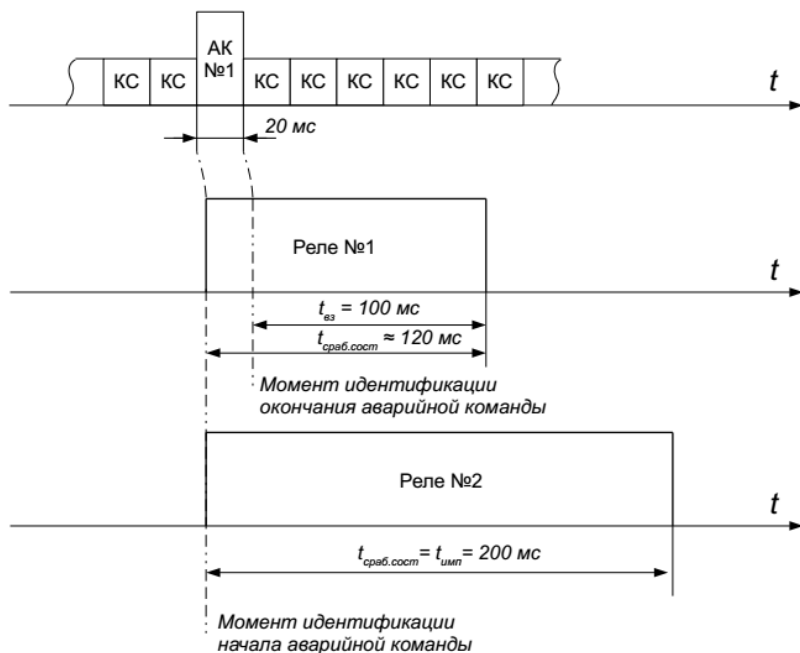 АК
№1
КС КС КС КС КС КС КС КС
t
20 мс
Реле №1
t
tвз = 100 мс
tсраб.сост ≈ 120 мс
Момент идентификации
окончания аварийной команды
Реле №2
t
tсраб.сост = tимп = 200 мс
Момент идентификации
начала аварийной команды